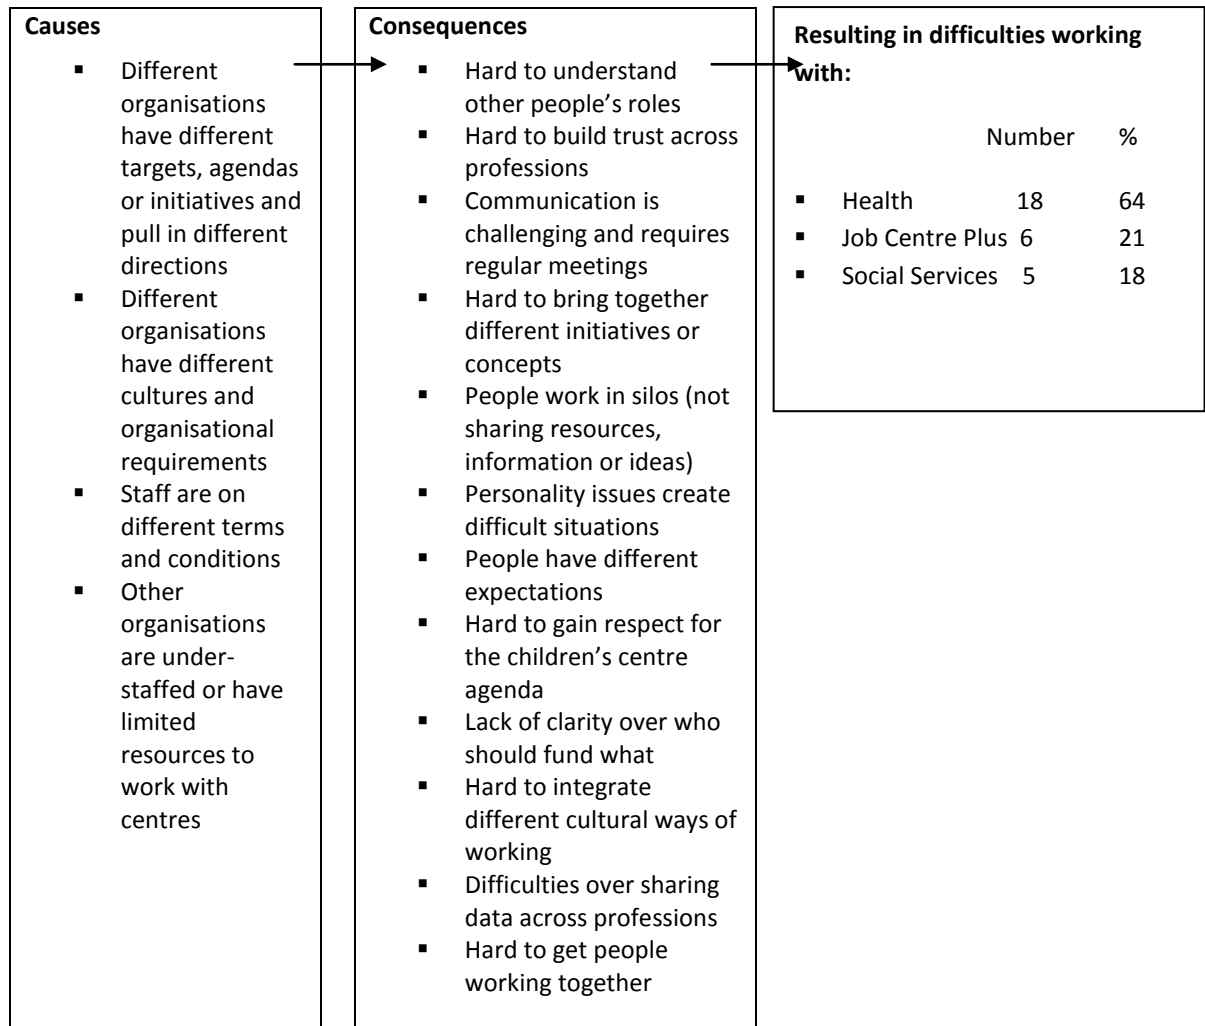 Causes
▪ Different
organisations
have different
targets, agendas
or initiatives and
pull in different
directions
▪ Different
organisations
have different
cultures and
organisational
requirements
▪ Staff are on
different terms
and conditions
▪ Other
organisations
are under-
staffed or have
limited
resources to
work with
centres
Consequences
▪ Hard to understand
other people’s roles
▪ Hard to build trust across
professions
▪ Communication is
challenging and requires
regular meetings
▪ Hard to bring together
different initiatives or
concepts
▪ People work in silos (not
sharing resources,
information or ideas)
▪ Personality issues create
difficult situations
▪ People have different
expectations
▪ Hard to gain respect for
the children’s centre
agenda
▪ Lack of clarity over who
should fund what
▪ Hard to integrate
different cultural ways of
working
▪ Difficulties over sharing
data across professions
▪ Hard to get people
working together
Resulting in difficulties working
with:
Number %
▪ Health 18 64
▪ Job Centre Plus 6 21
▪ Social Services 5 18